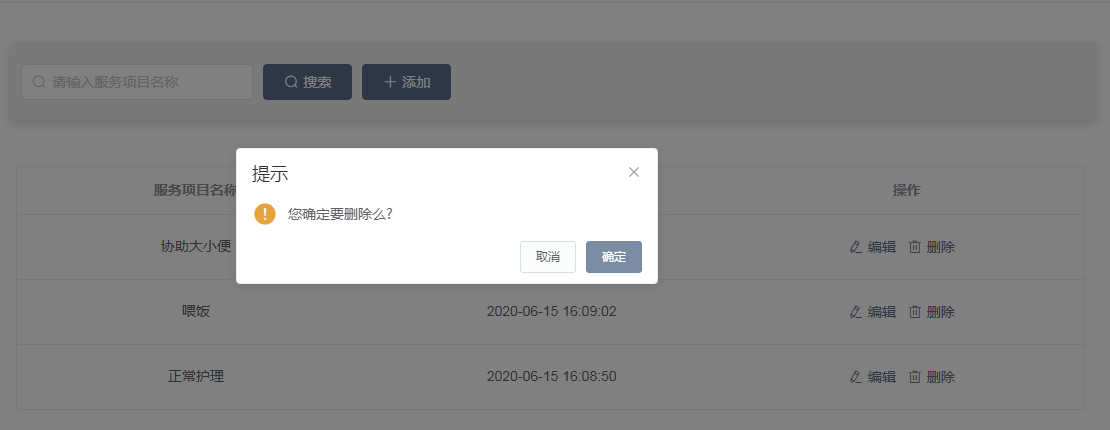 请输入服务项目名称 搜索 添加
提示
您确定要删除么?
取消 确定
服务项目名称 操作
协助大小便 编辑 删除
喂饭 2020-06-15 16:09:02 编辑 删除
正常护理 2020-06-15 16:08:50 编辑 删除